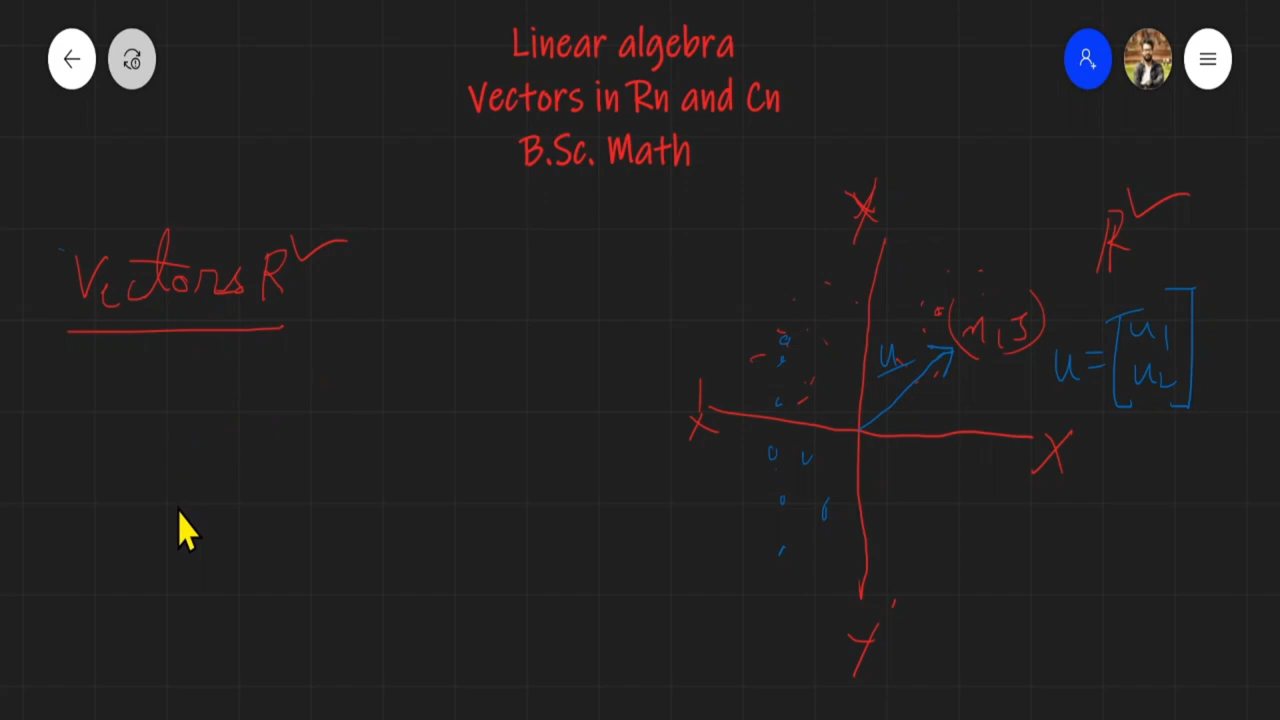 Linear algebra
Vectors in Rn and Cn
B.Sc. Math
Vectors R²
R²
u
u = [u1
u2]
X
X
Y'